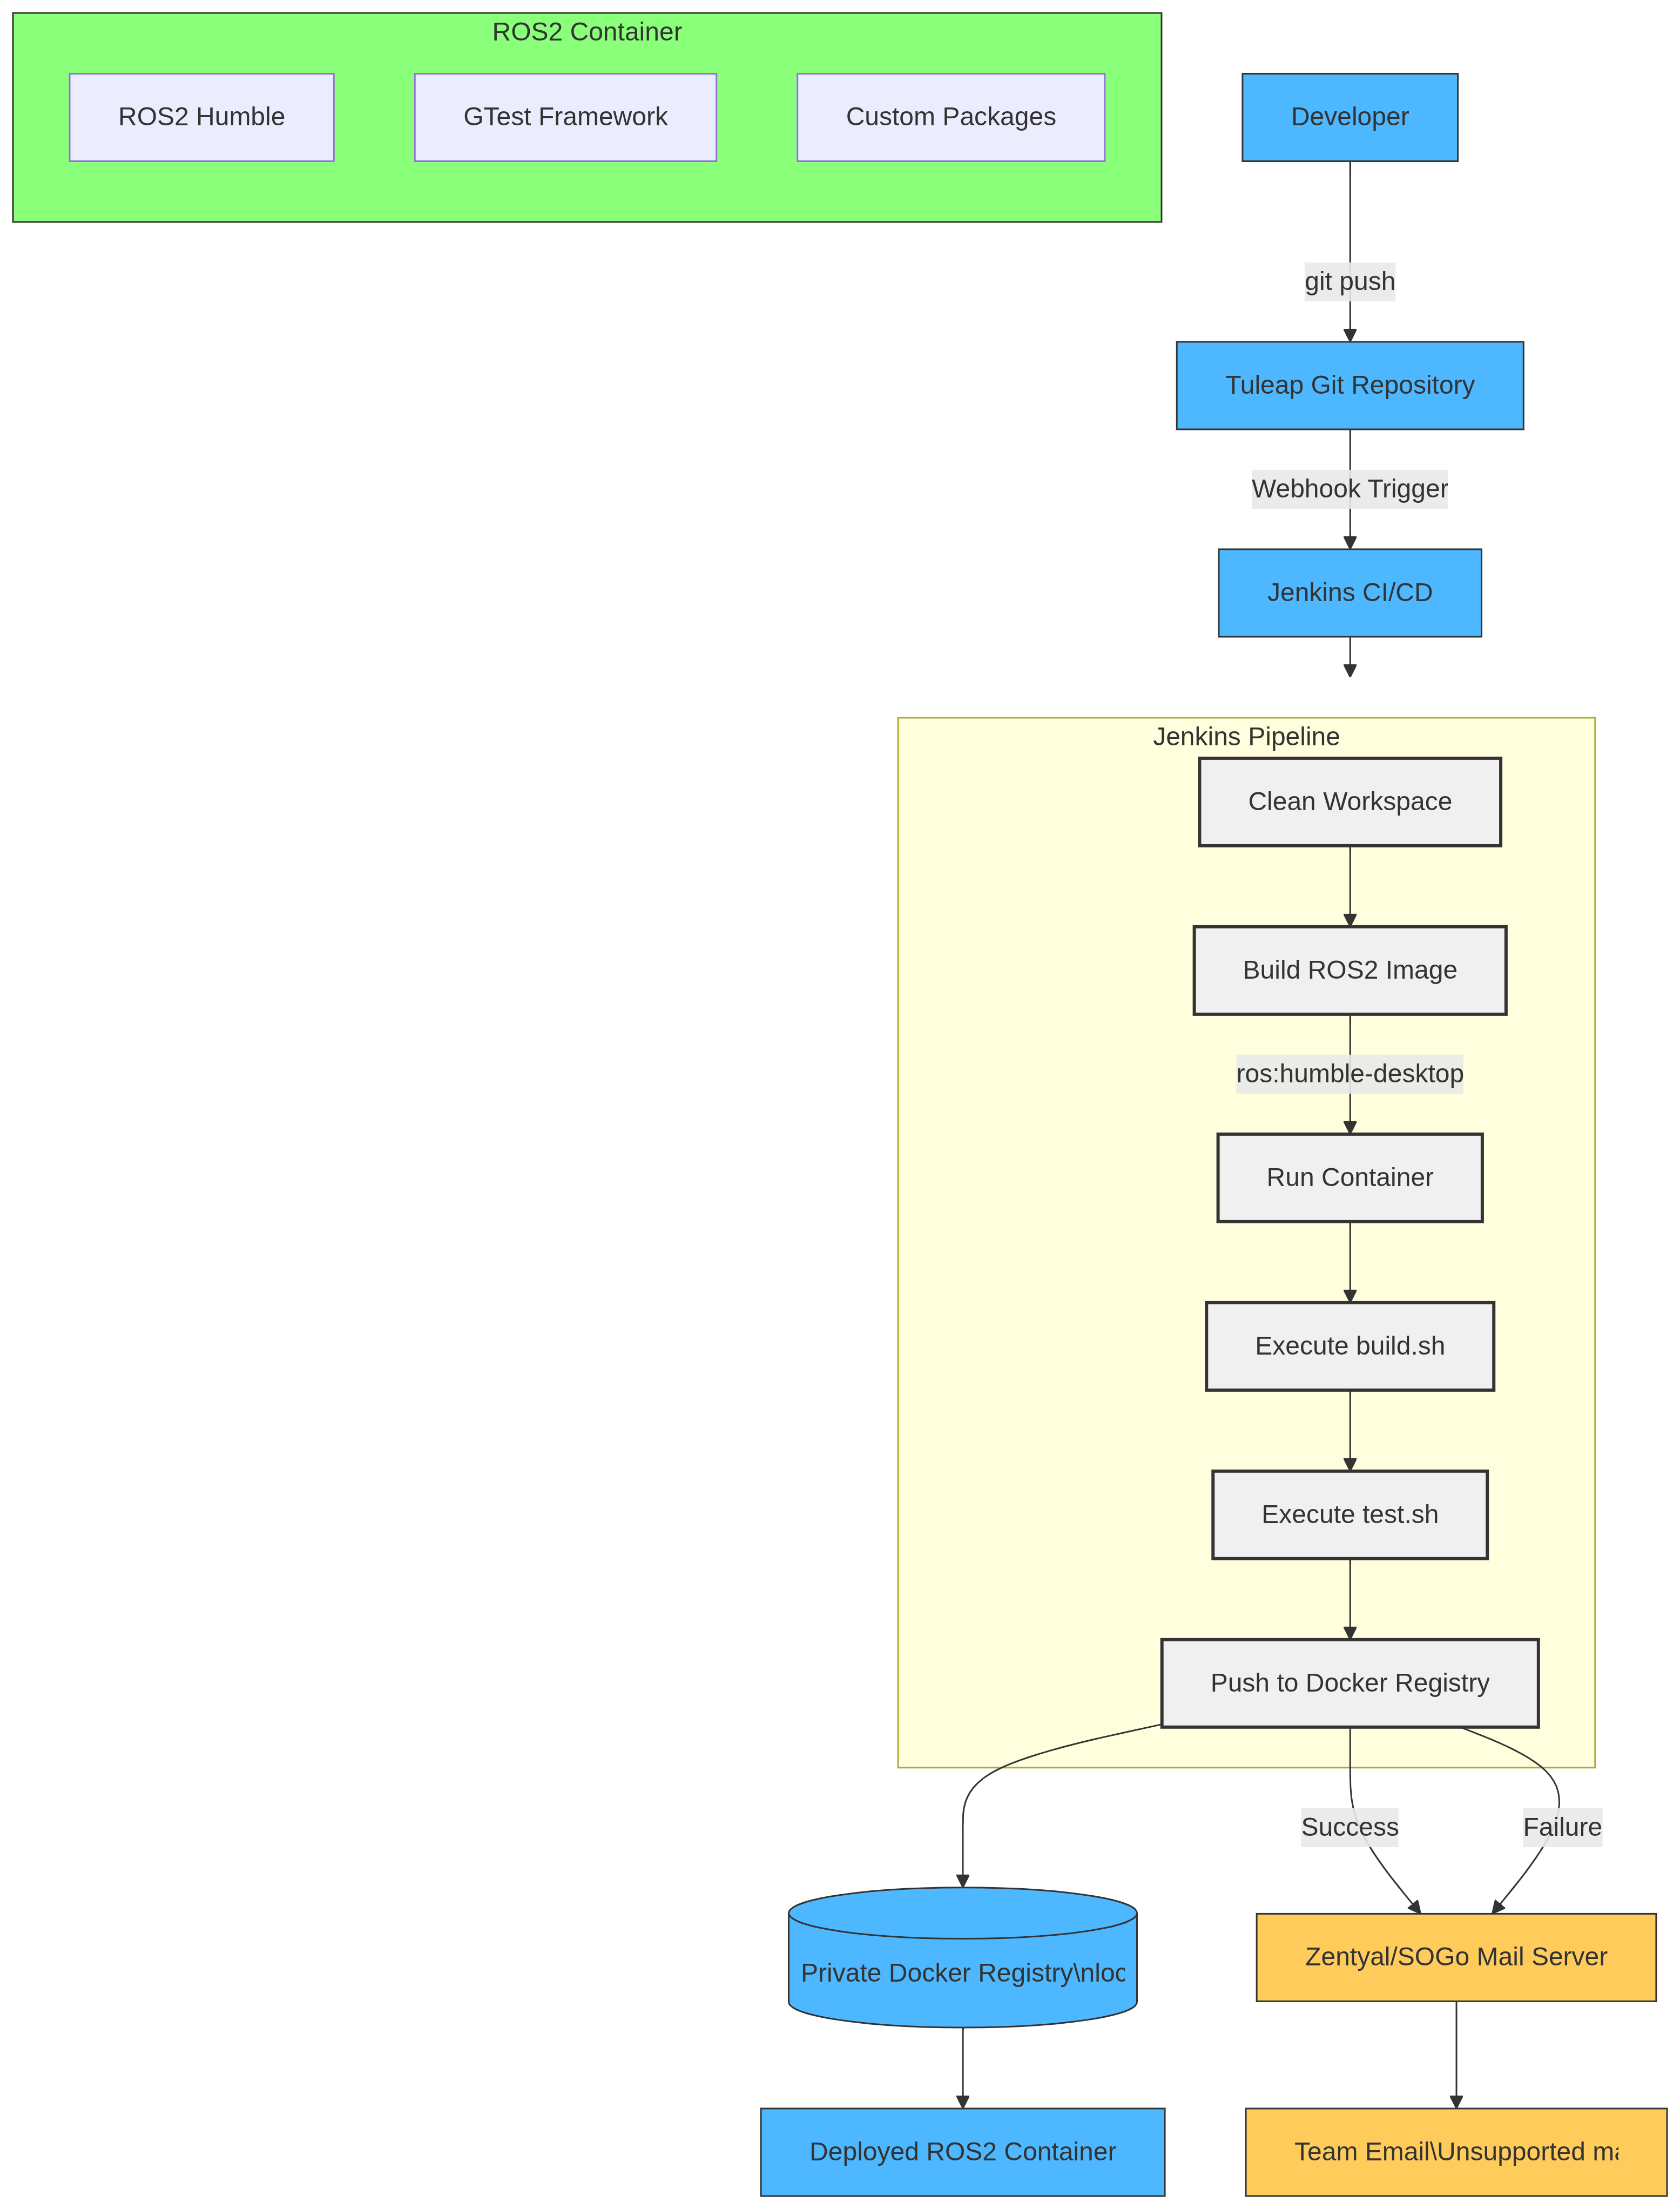 ROS2 Container
ROS2 Humble
GTest Framework
Custom Packages
Developer
git push
Tuleap Git Repository
Webhook Trigger
Jenkins CI/CD
Jenkins Pipeline
Clean Workspace
Build ROS2 Image
ros:humble-desktop
Run Container
Execute build.sh
Execute test.sh
Push to Docker Registry
Success
Failure
Private Docker Registry\nloc
Zentyal/SOGo Mail Server
Deployed ROS2 Container
Team Email\Unsupported ma